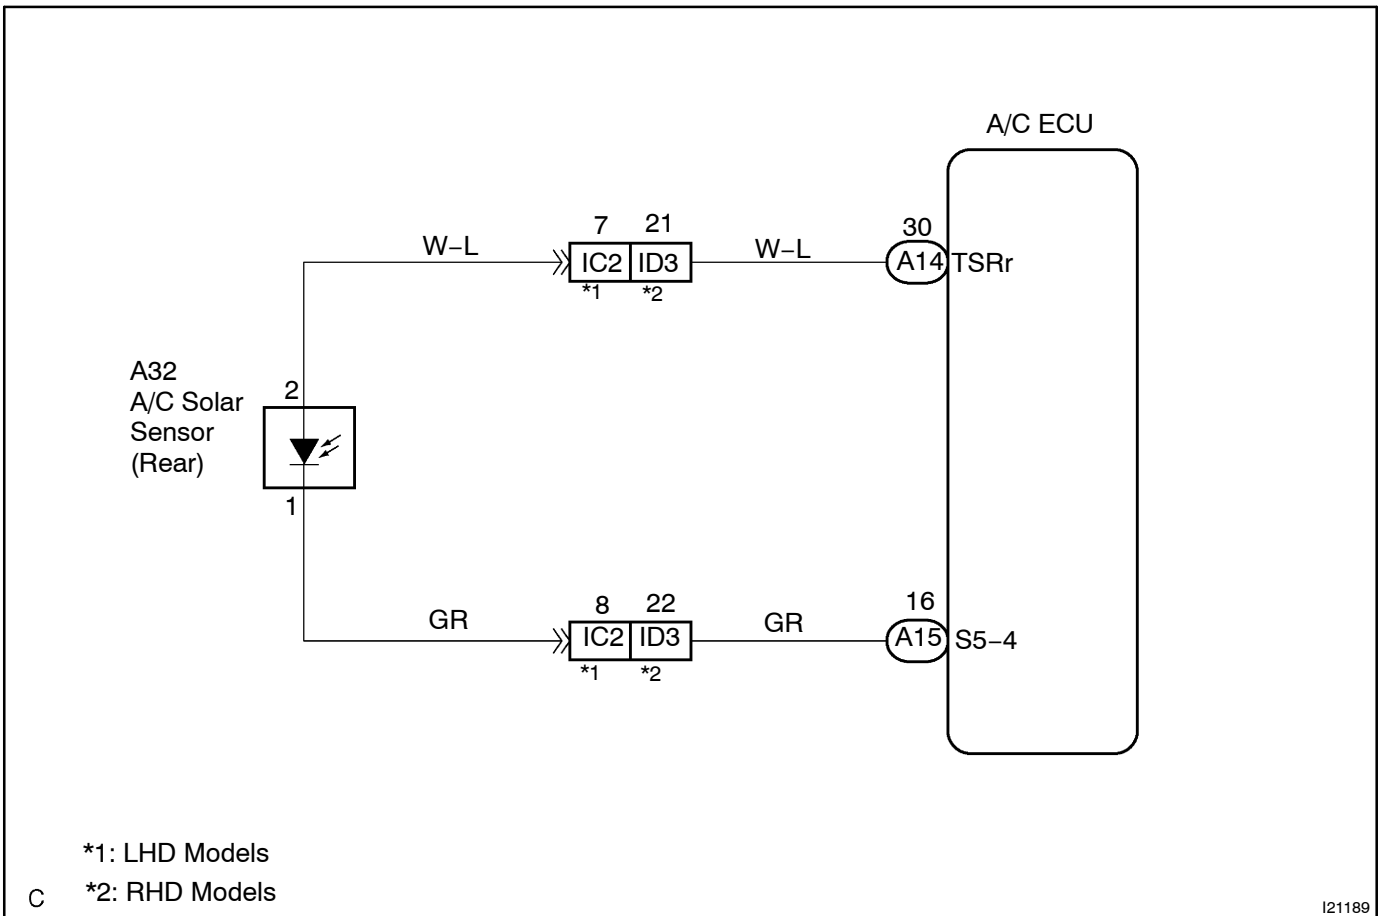 A/C ECU
7 21
30
W–L
IC2 ID3
W–L
A14 TSRr
*1 *2
A32
A/C Solar
Sensor
(Rear)
2
1
8 22
16
GR
IC2 ID3
GR
A15 S5–4
*1 *2
*1: LHD Models
*2: RHD Models
C
I21189